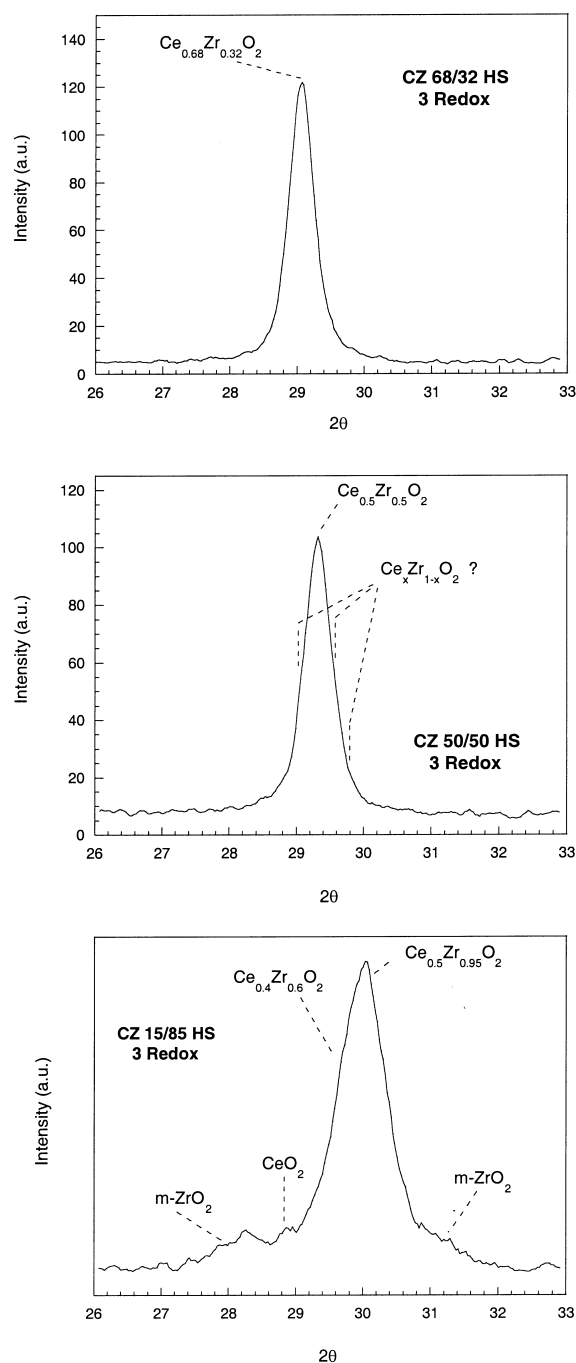 140
Ce0.68Zr0.32O2
CZ 68/32 HS
3 Redox
120
100
80
60
40
20
0
Intensity (a.u.)
26 27 28 29 30 31 32 33
2θ
120
Ce0.5Zr0.5O2
100
CexZr1-xO2 ?
80
60
40
CZ 50/50 HS
3 Redox
20
0
Intensity (a.u.)
26 27 28 29 30 31 32 33
2θ
Ce0.5Zr0.95O2
Ce0.4Zr0.6O2
CZ 15/85 HS
3 Redox
CeO2
m-ZrO2
m-ZrO2
Intensity (a.u.)
26 27 28 29 30 31 32 33
2θ